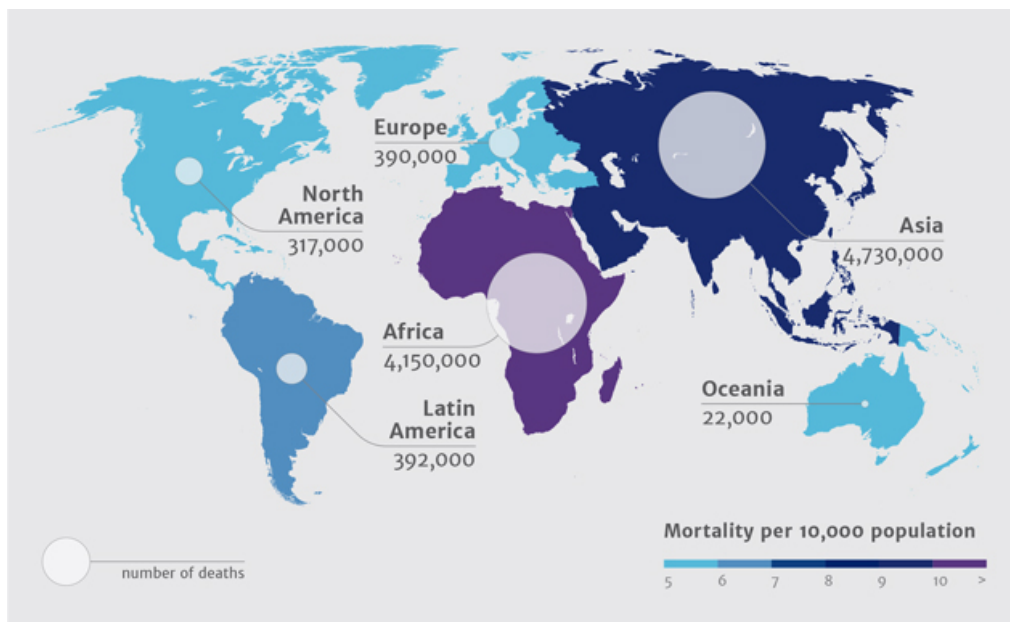 Europe
390,000
North
America
317,000
Asia
4,730,000
Africa
4,150,000
Oceania
22,000
Latin
America
392,000
Mortality per 10,000 population
number of deaths
5 6 7 8 9 10 >